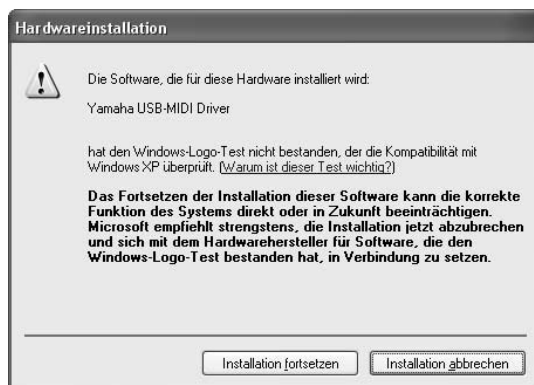 Hardwareinstallation
Die Software, die für diese Hardware installiert wird:
Yamaha USB-MIDI Driver
hat den Windows-Logo-Test nicht bestanden, der die Kompatibilität mit
Windows XP überprüft. (Warum ist dieser Test wichtig?)
Das Fortsetzen der Installation dieser Software kann die korrekte
Funktion des Systems direkt oder in Zukunft beeinträchtigen.
Microsoft empfiehlt strengstens, die Installation jetzt abzubrechen
und sich mit dem Hardwarehersteller für Software, die den
Windows-Logo-Test bestanden hat, in Verbindung zu setzen.
Installation fortsetzen
Installation abbrechen